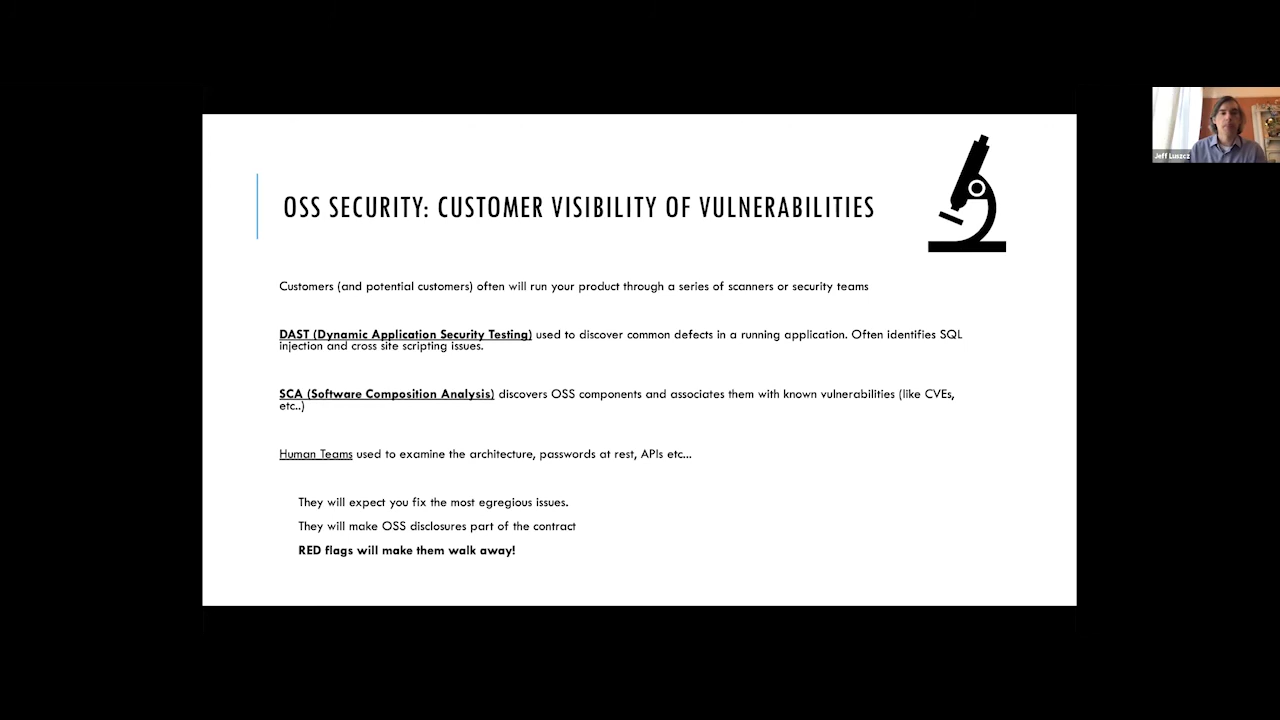 OSS SECURITY: CUSTOMER VISIBILITY OF VULNERABILITIES
Jeff Luszcz
Customers (and potential customers) often will run your product through a series of scanners or security teams
DAST (Dynamic Application Security Testing) used to discover common defects in a running application. Often identifies SQL
injection and cross site scripting issues.
SCA (Software Composition Analysis) discovers OSS components and associates them with known vulnerabilities (like CVEs,
etc..)
Human Teams used to examine the architecture, passwords at rest, APIs etc...
They will expect you fix the most egregious issues.
They will make OSS disclosures part of the contract
RED flags will make them walk away!